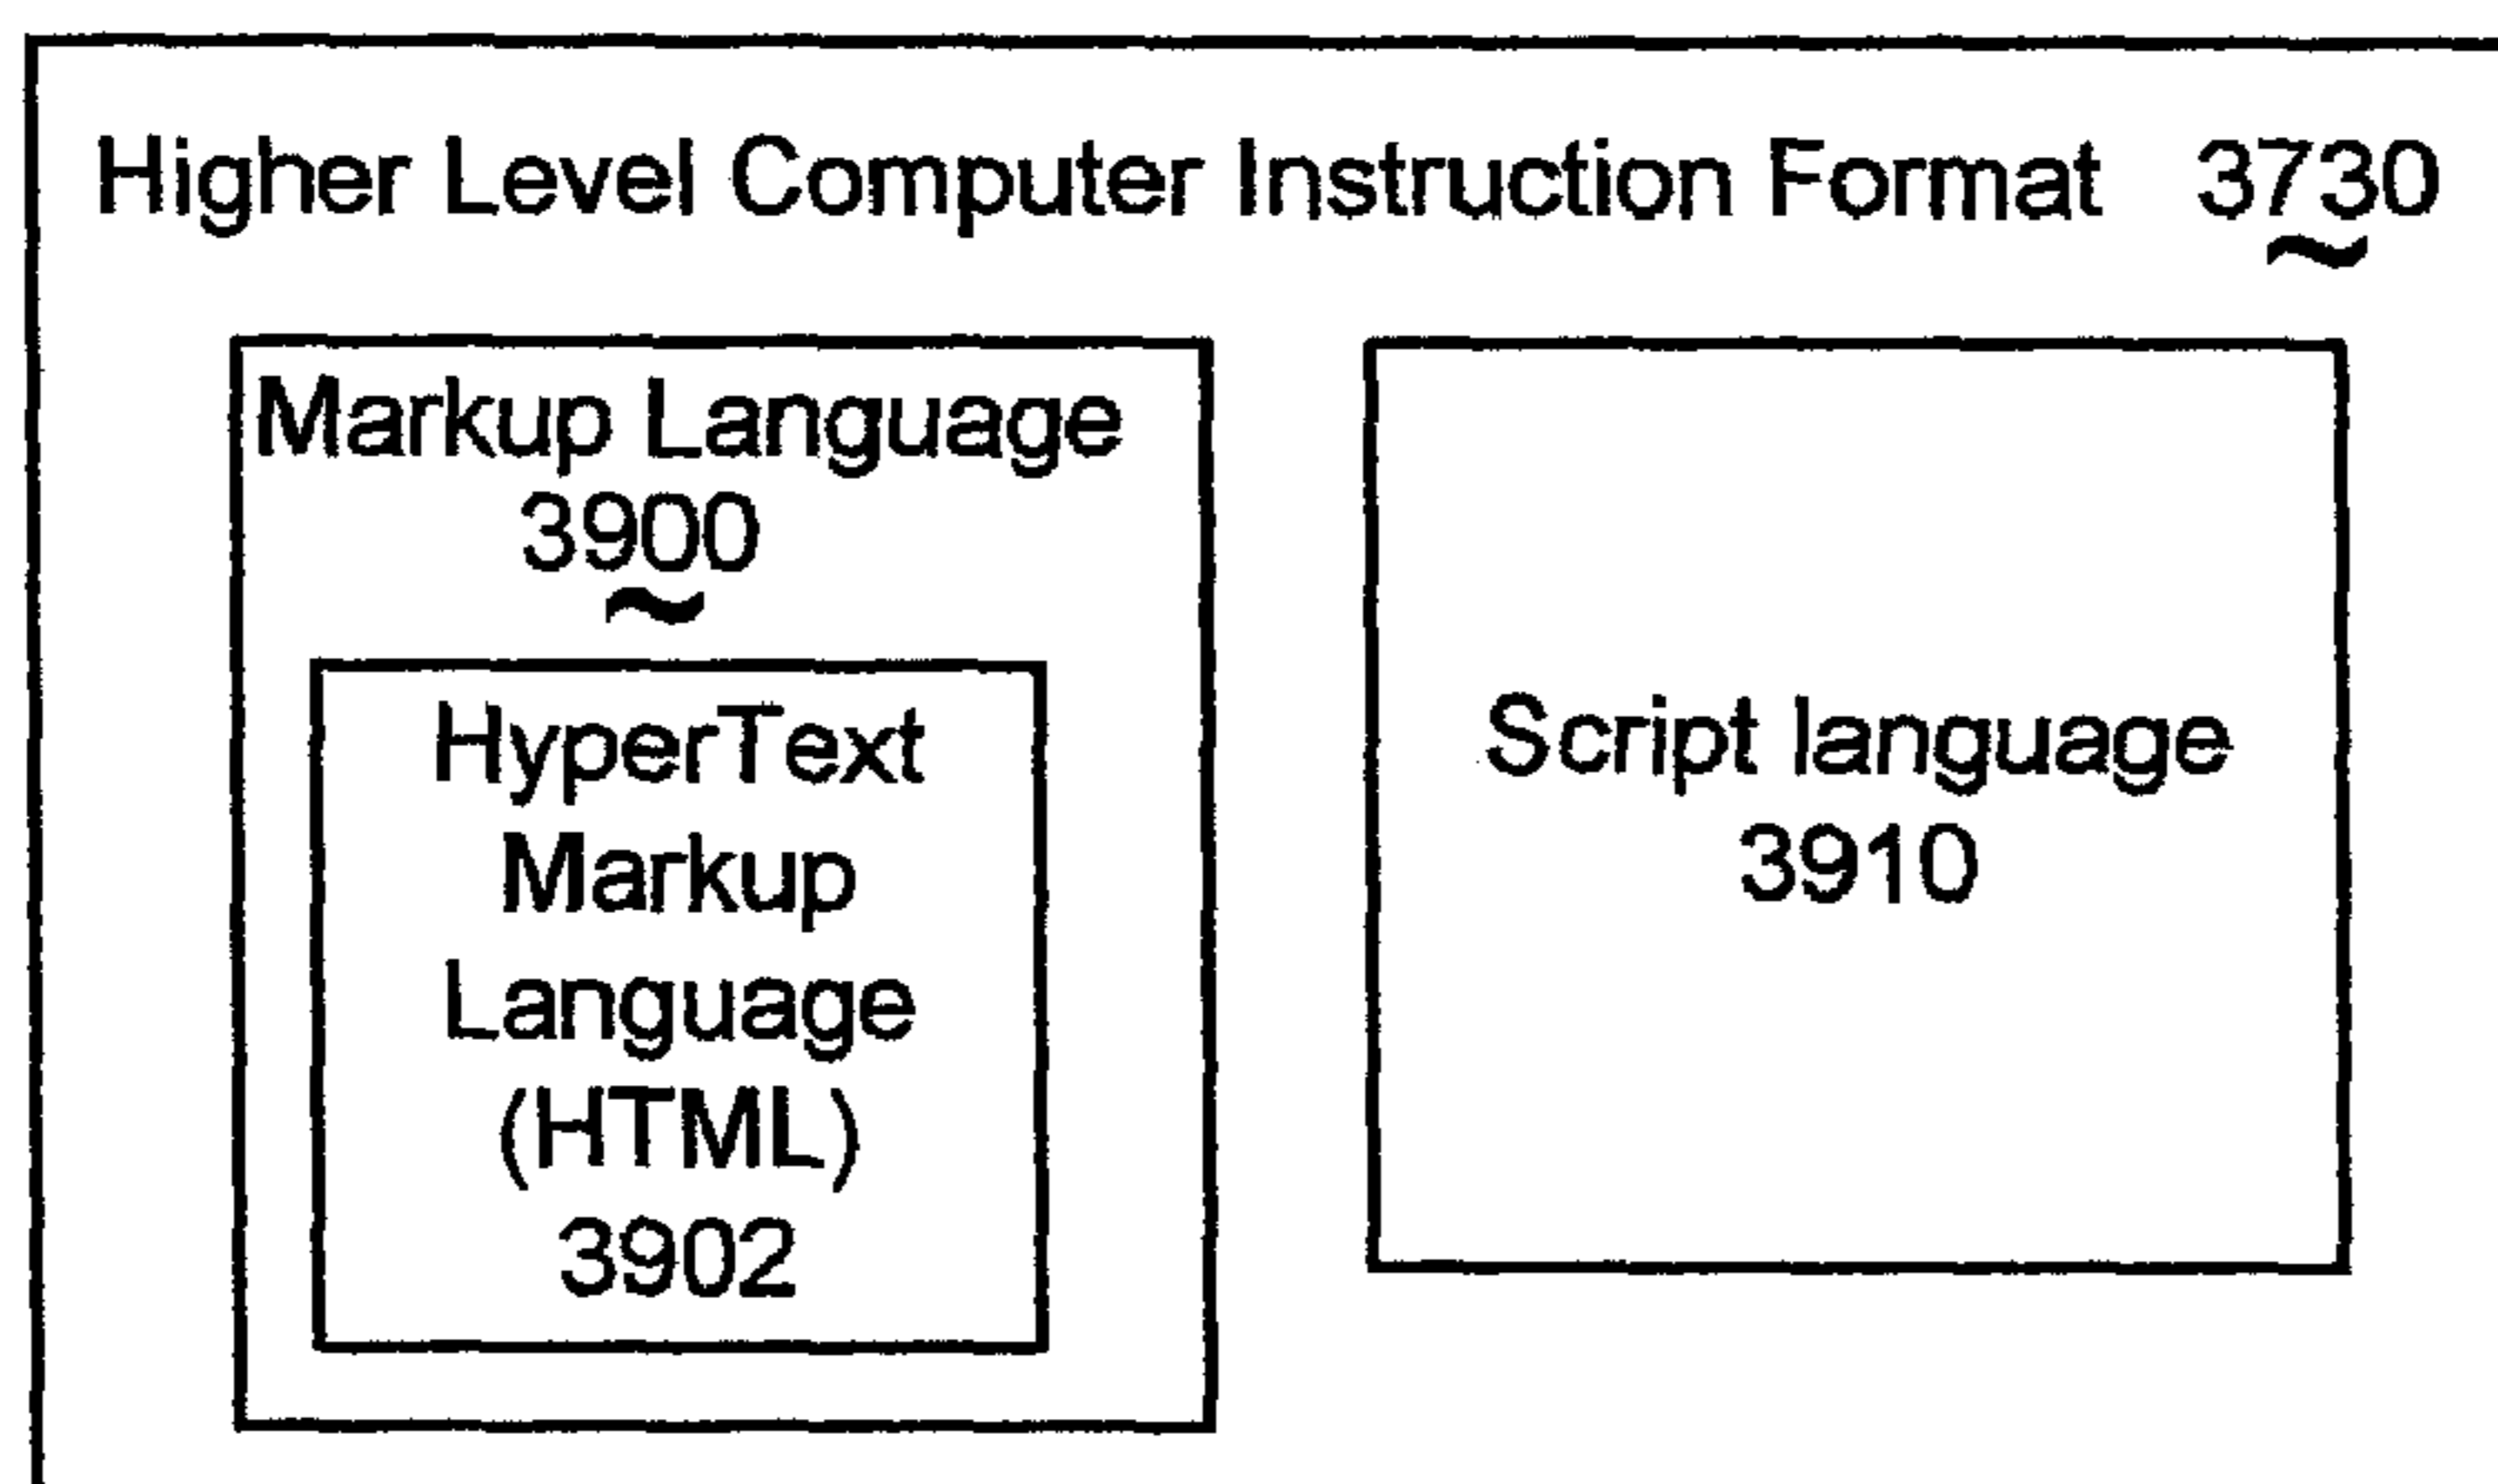 Higher Level Computer Instruction Format 3730
Markup Language
3900
HyperText
Markup
Language
(HTML)
3902
Script language
3910